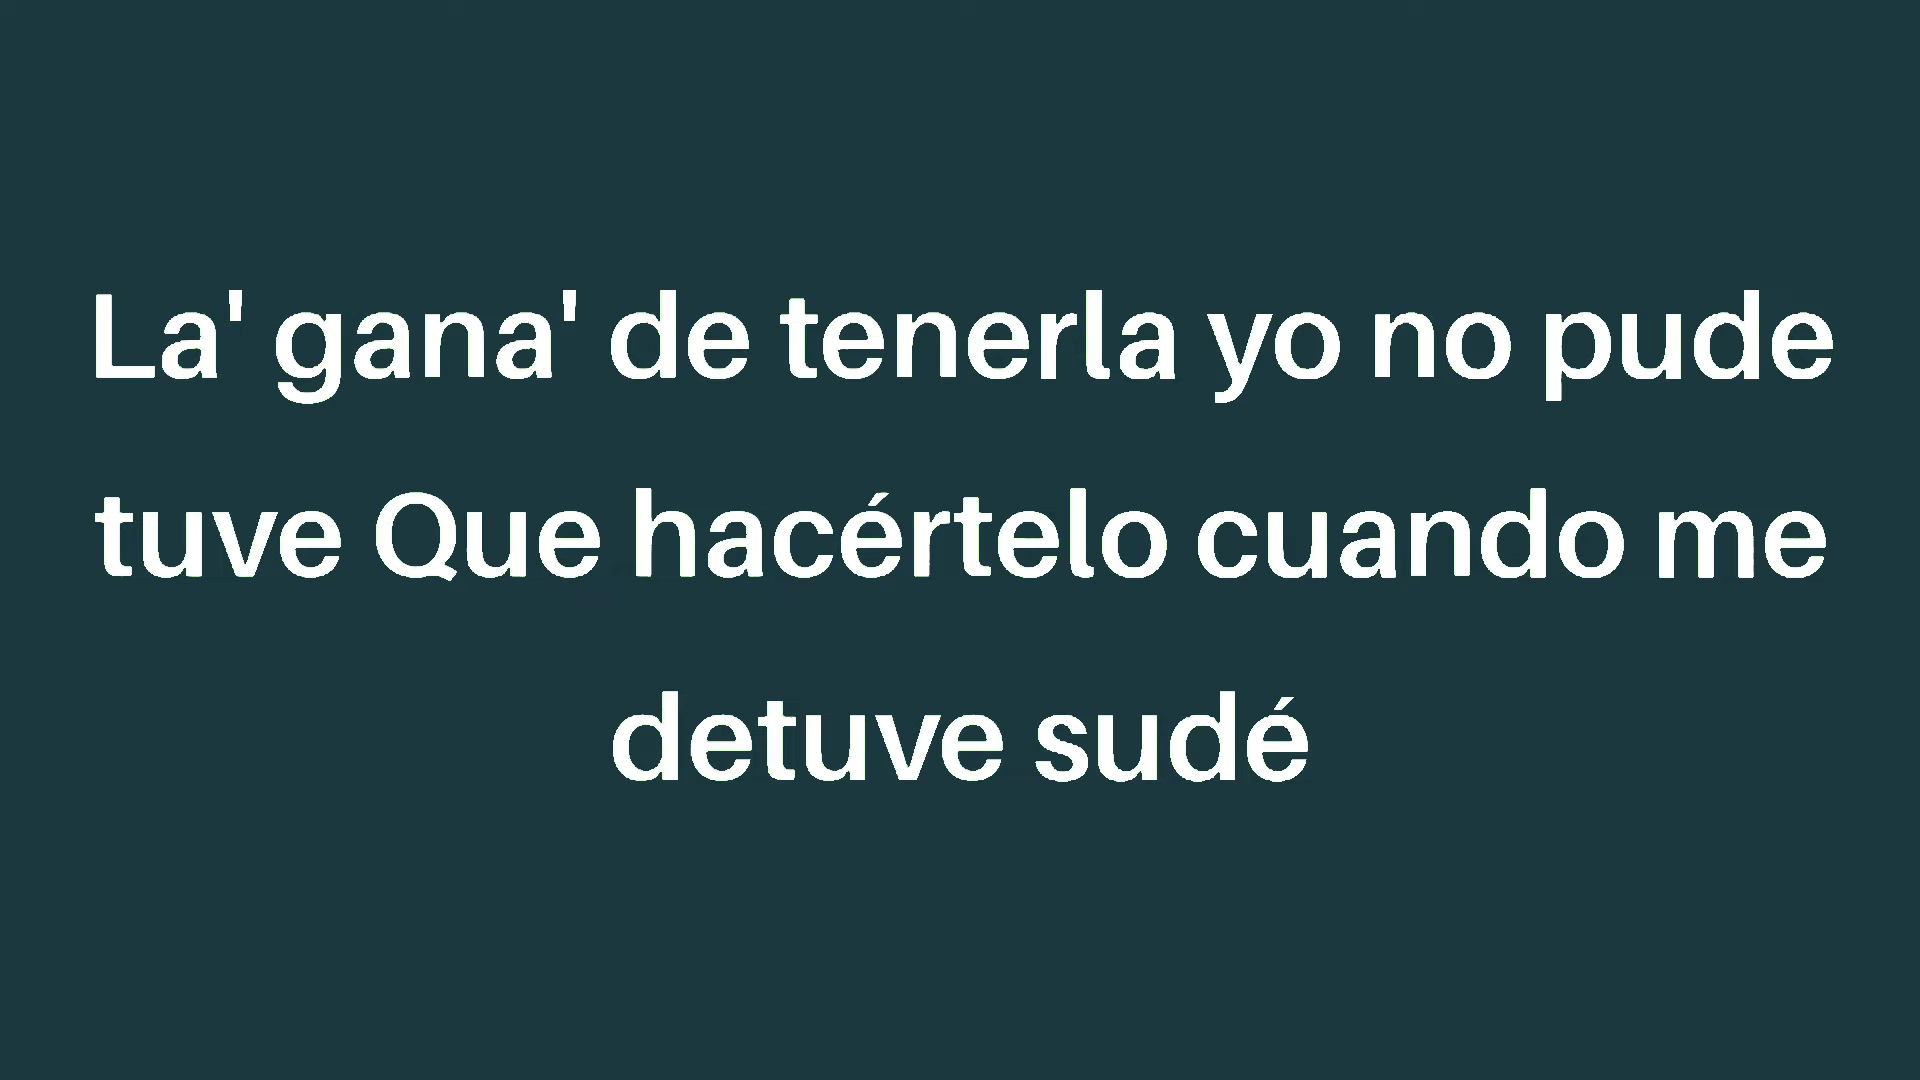 La' gana' de tenerla yo no pude
tuve Que hacértelo cuando me
detuve sudé